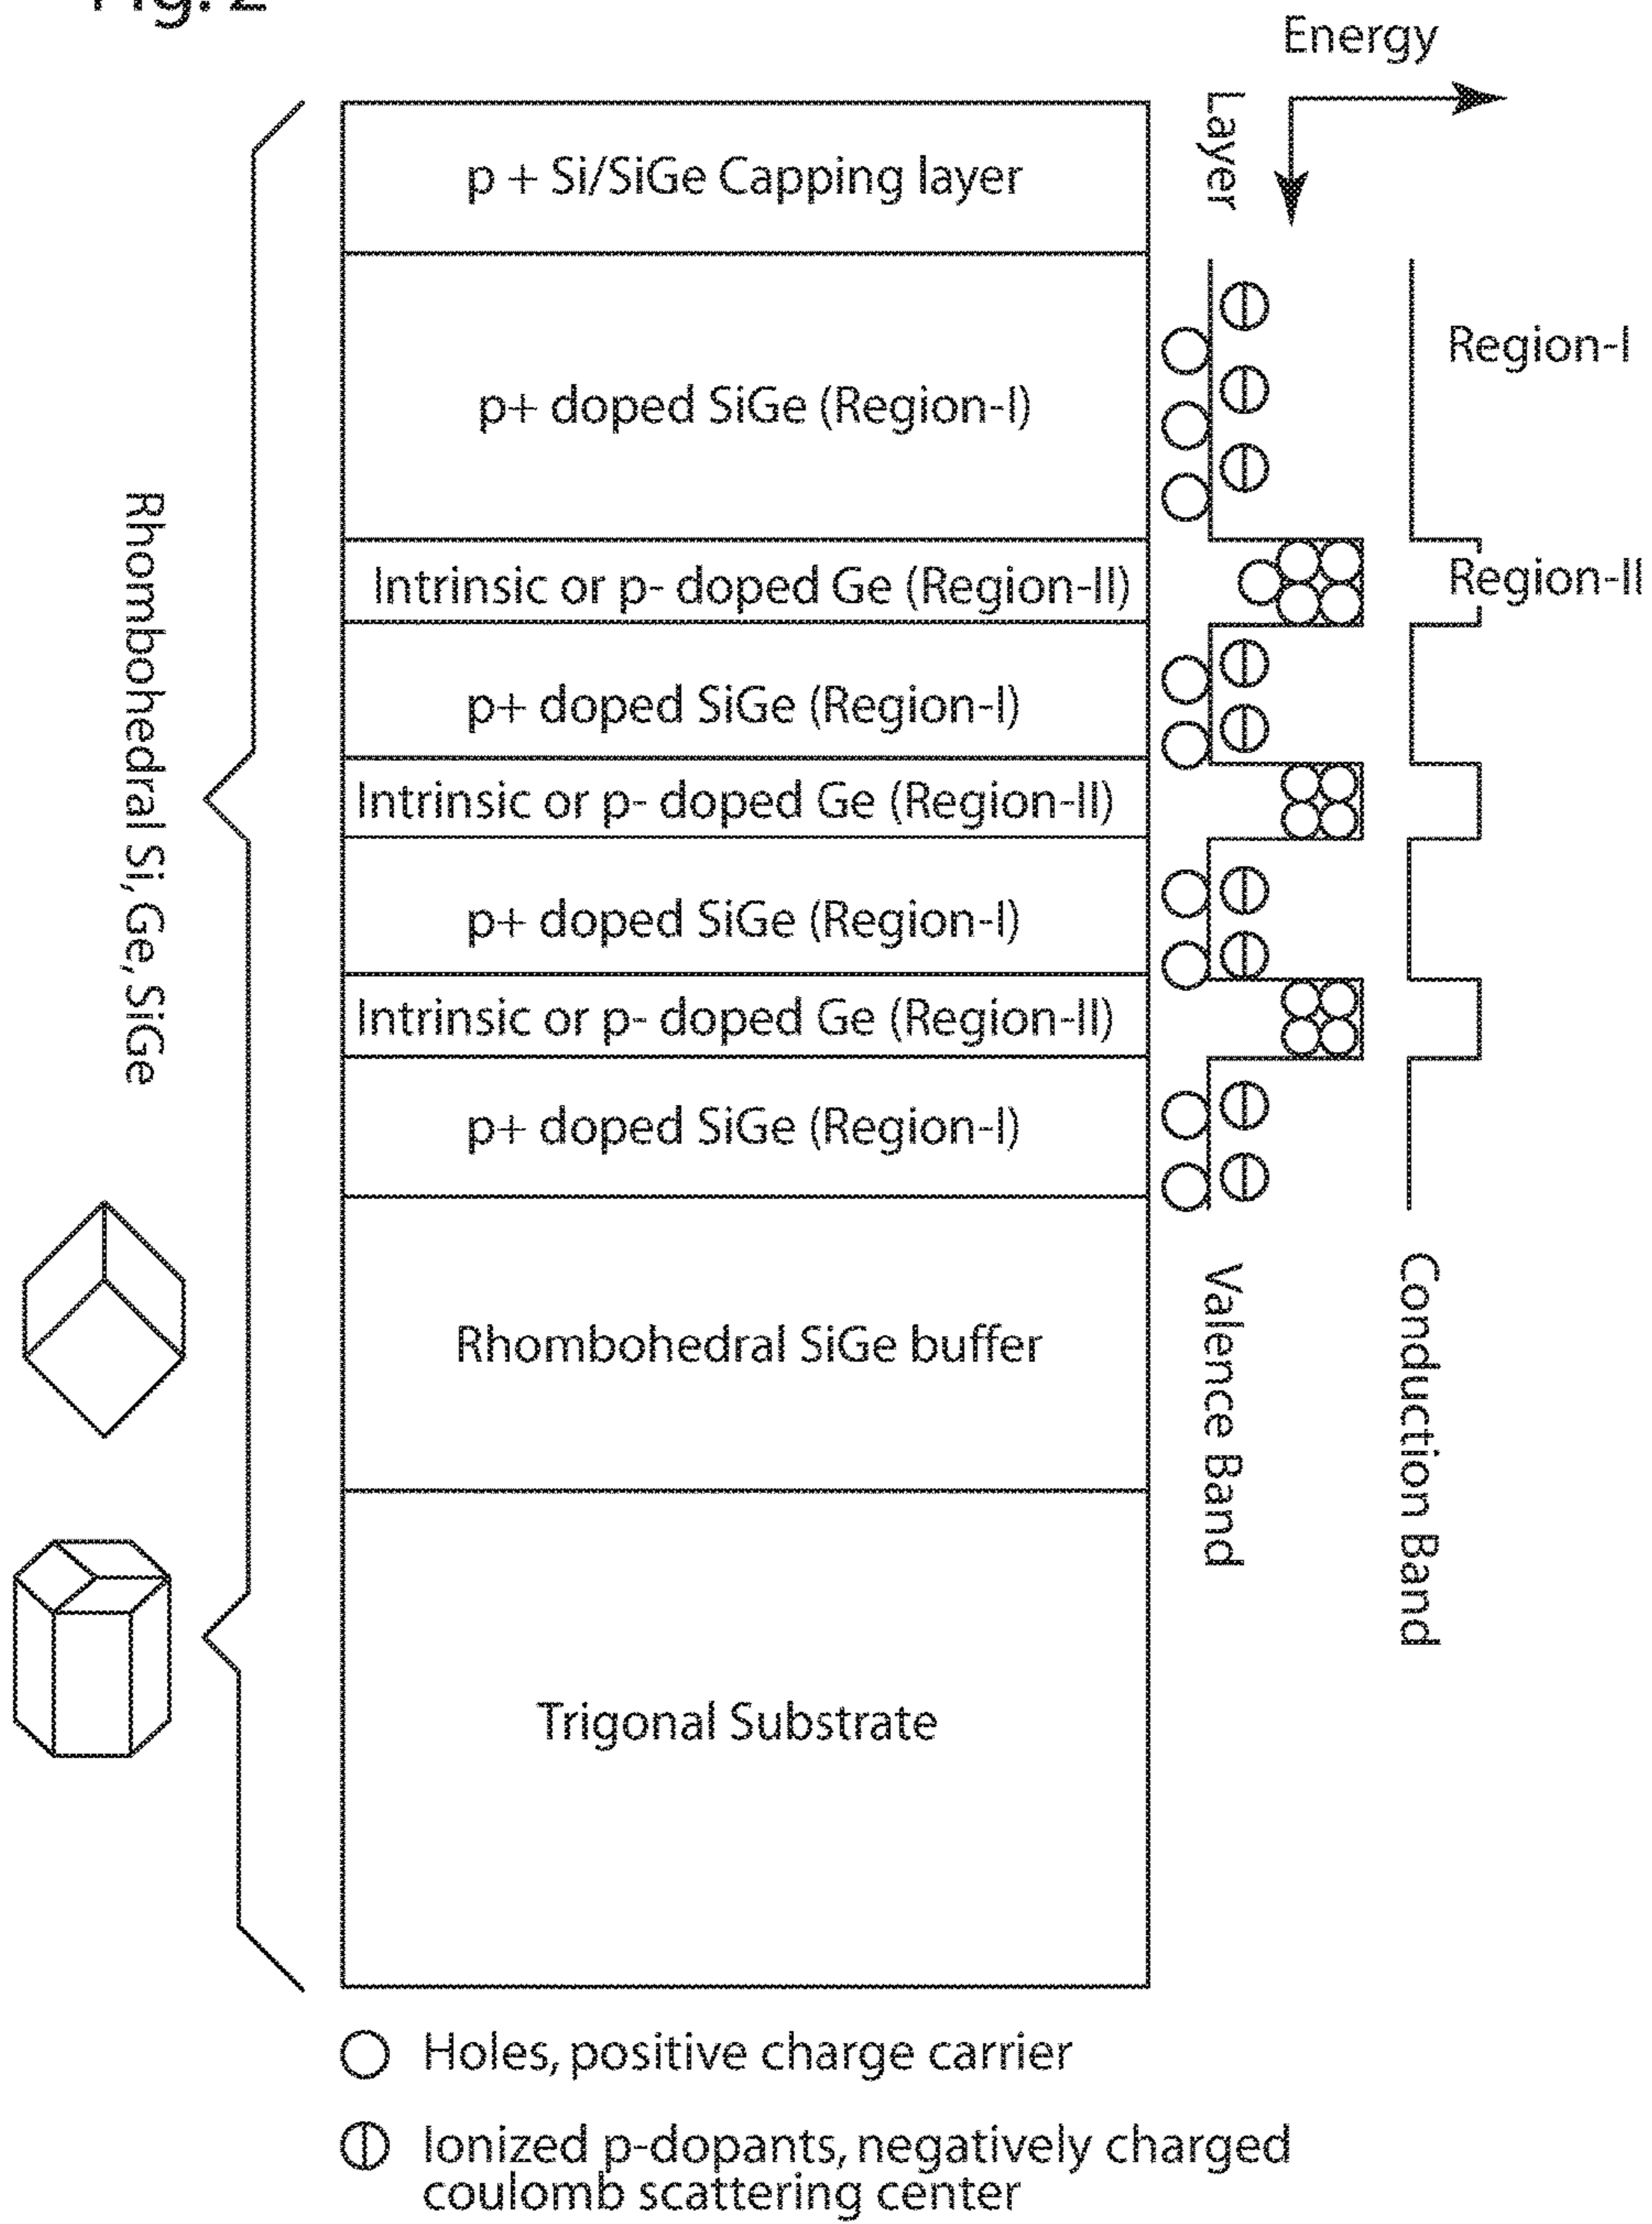 Fig. 2
Energy
Layer
p + Si/SiGe Capping layer
p+ doped SiGe (Region-I)
Region-I
Intrinsic or p- doped Ge (Region-II)
Region-II
p+ doped SiGe (Region-I)
Intrinsic or p- doped Ge (Region-II)
p+ doped SiGe (Region-I)
Intrinsic or p- doped Ge (Region-II)
p+ doped SiGe (Region-I)
Rhombohedral Si, Ge, SiGe
Rhombohedral SiGe buffer
Valence Band
Conduction Band
Trigonal Substrate
Holes, positive charge carrier
Ionized p-dopants, negatively charged
coulomb scattering center